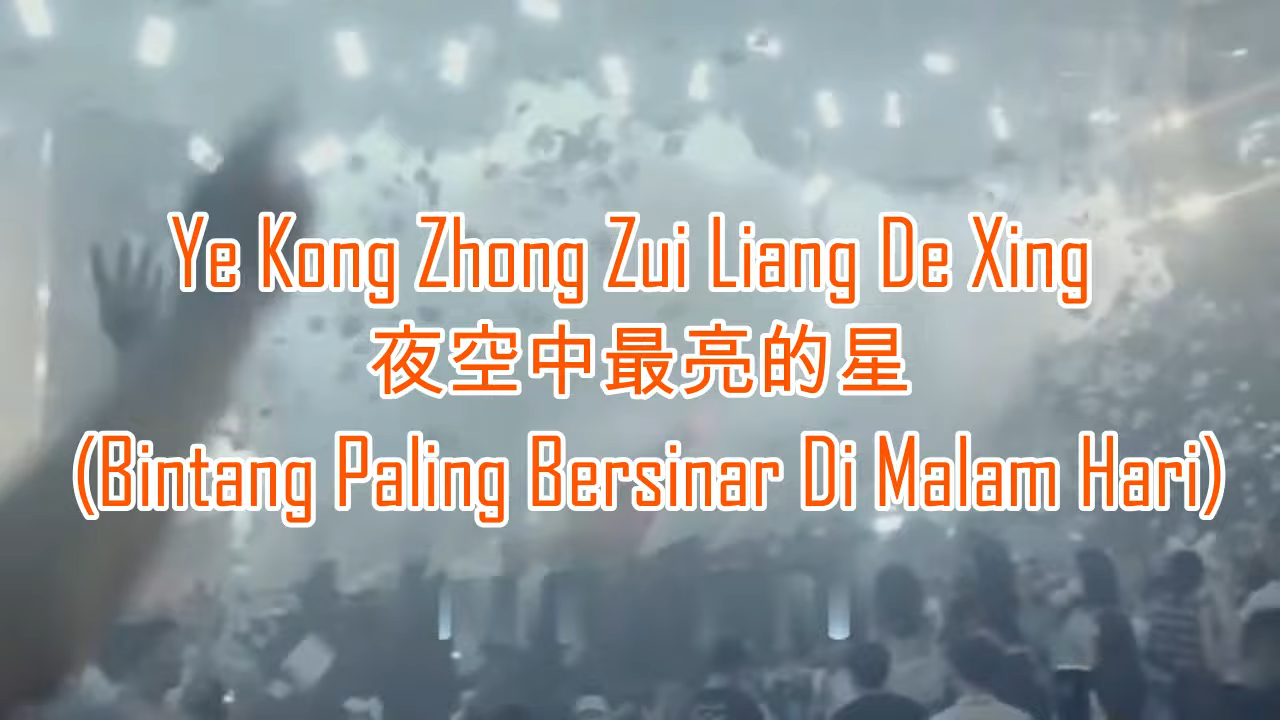 Ye Kong Zhong Zui Liang De Xing
夜空中最亮的星
(Bintang Paling Bersinar Di Malam Hari)